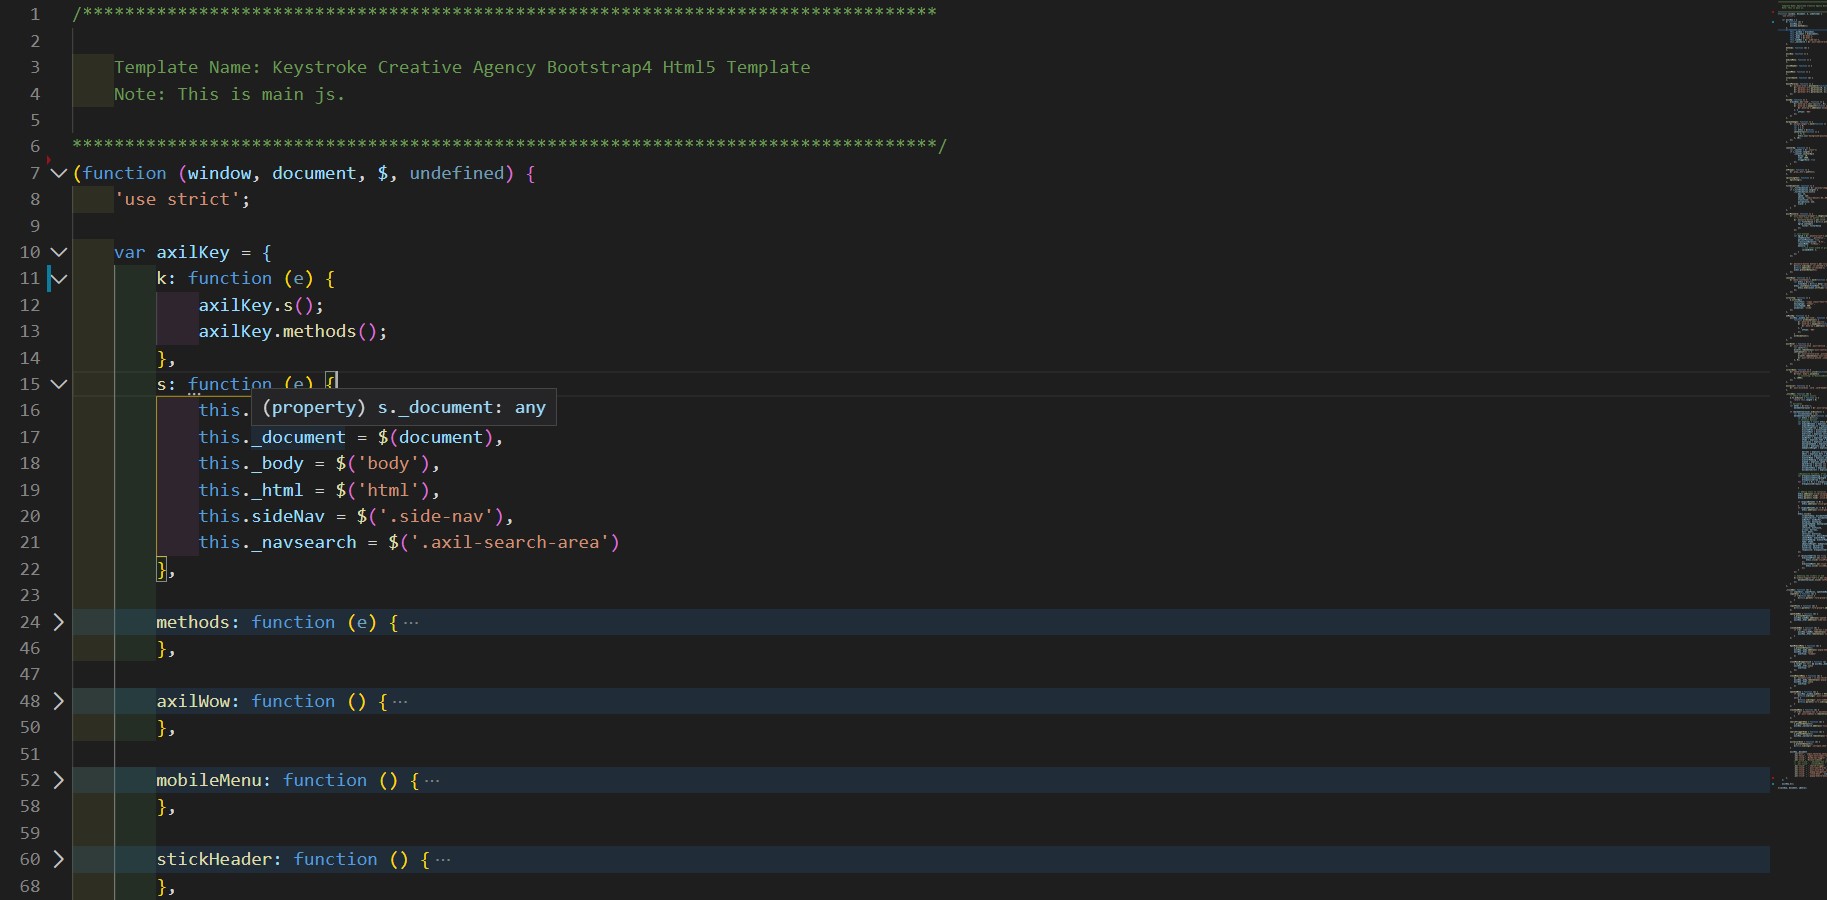 1 /*********************************************************************************
2
3 Template Name: Keystroke Creative Agency Bootstrap4 Html5 Template
4 Note: This is main js.
5
6 **********************************************************************************/
7 (function (window, document, $, undefined) {
8 'use strict';
9
10 var axilKey = {
11 k: function (e) {
12 axilKey.s();
13 axilKey.methods();
14 },
15 s: function (e) {
16 this.
(property) s._document: any
17 this._document = $(document),
18 this._body = $('body'),
19 this._html = $('html'),
20 this.sideNav = $('.side-nav'),
21 this._navsearch = $('.axil-search-area')
22 },
23
24 methods: function (e) { ···
46 },
47
48 axilWow: function () { ···
50 },
51
52 mobileMenu: function () { ···
58 },
59
60 stickHeader: function () { ···
68 },